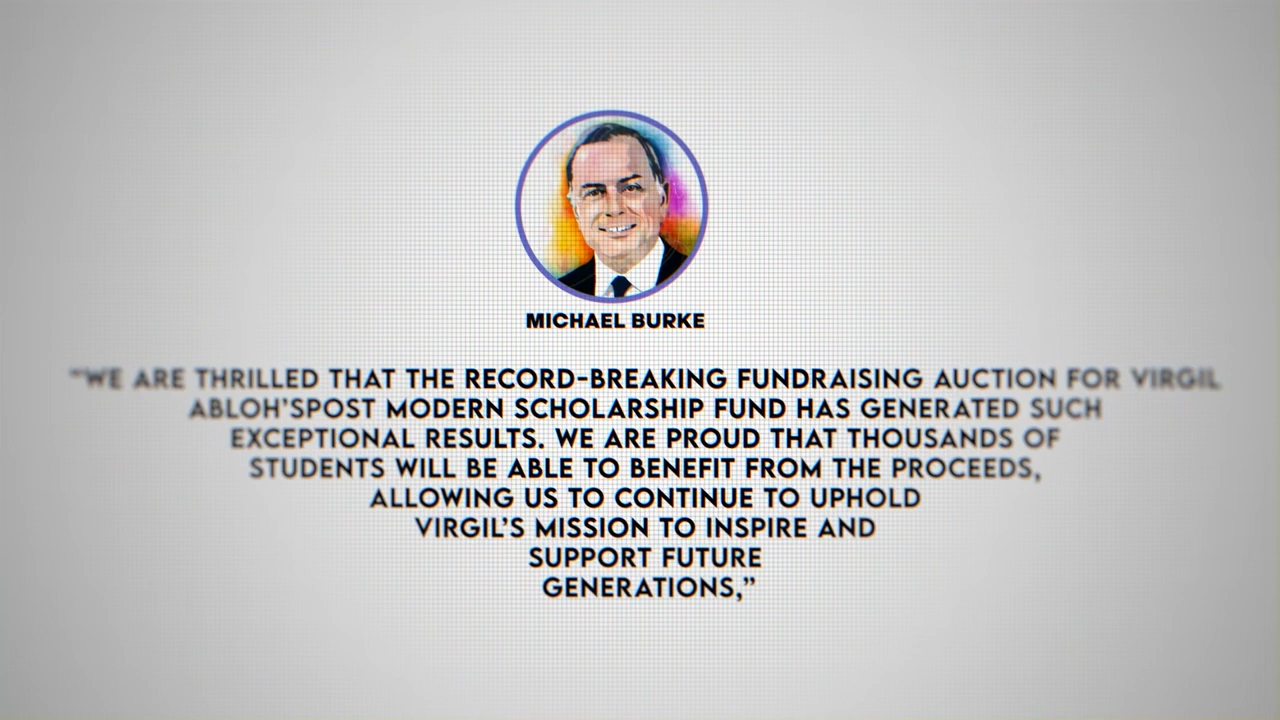 MICHAEL BURKE
“WE ARE THRILLED THAT THE RECORD-BREAKING FUNDRAISING AUCTION FOR VIRGIL
ABLOH’SPOST MODERN SCHOLARSHIP FUND HAS GENERATED SUCH
EXCEPTIONAL RESULTS. WE ARE PROUD THAT THOUSANDS OF
STUDENTS WILL BE ABLE TO BENEFIT FROM THE PROCEEDS,
ALLOWING US TO CONTINUE TO UPHOLD
VIRGIL’S MISSION TO INSPIRE AND
SUPPORT FUTURE
GENERATIONS,”